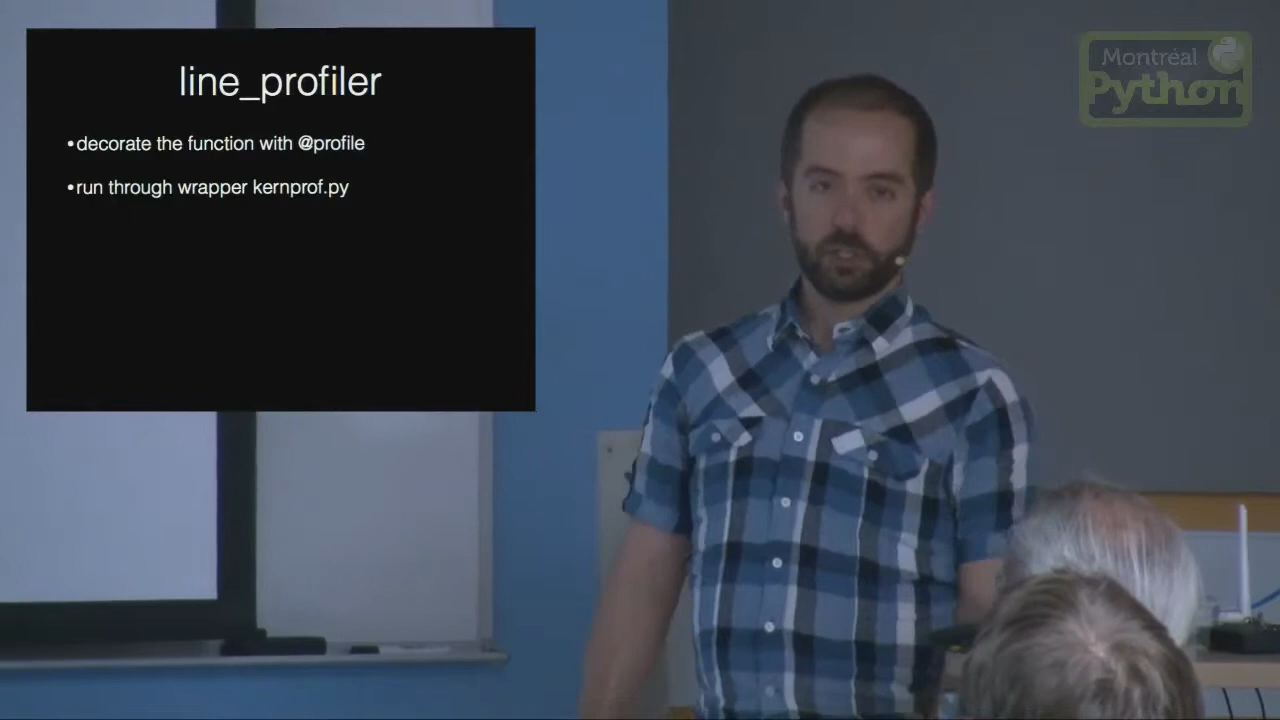 line_profiler
•decorate the function with @profile
•run through wrapper kernprof.py
Montréal
Python